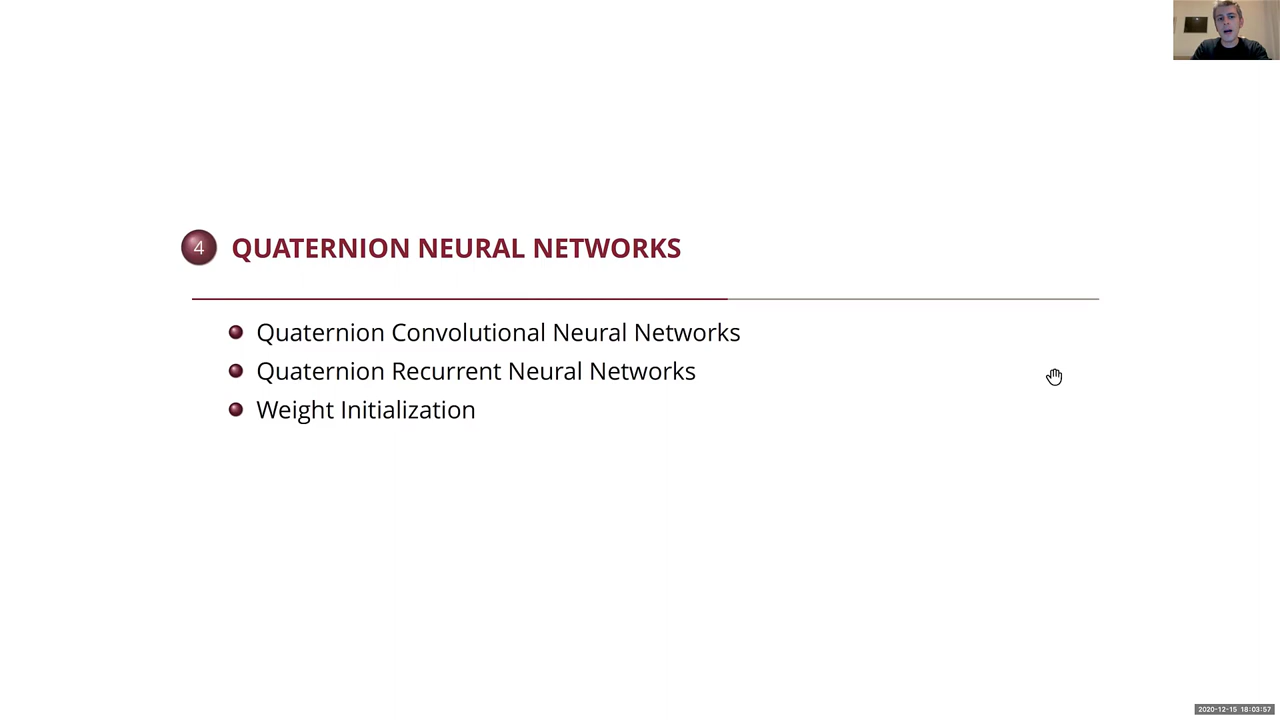 4 QUATERNION NEURAL NETWORKS
Quaternion Convolutional Neural Networks
Quaternion Recurrent Neural Networks
Weight Initialization
2020-12-15 18:03:57